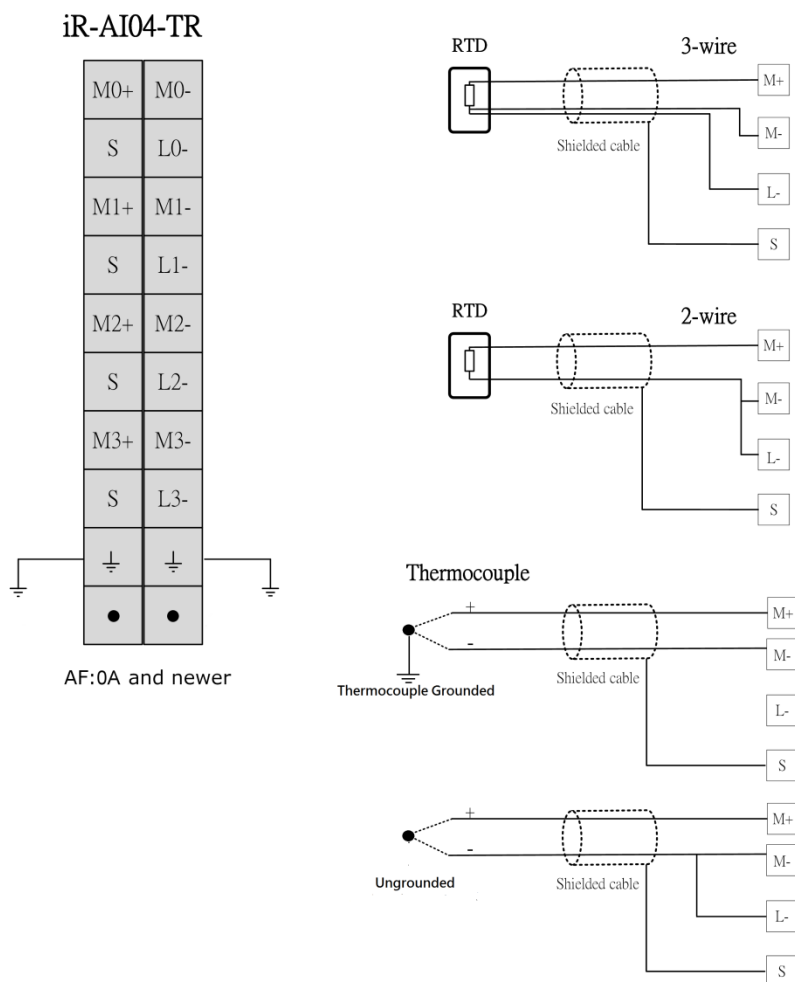 iR-AI04-TR
M0+ M0-
S L0-
M1+ M1-
S L1-
M2+ M2-
S L2-
M3+ M3-
S L3-
AF:0A and newer
RTD 3-wire
M+
M-
Shielded cable
L-
S
RTD 2-wire
M+
M-
Shielded cable
L-
S
Thermocouple
+ M+
- M-
Shielded cable
Thermocouple Grounded
L-
S
+ M+
- M-
Ungrounded
Shielded cable
L-
S